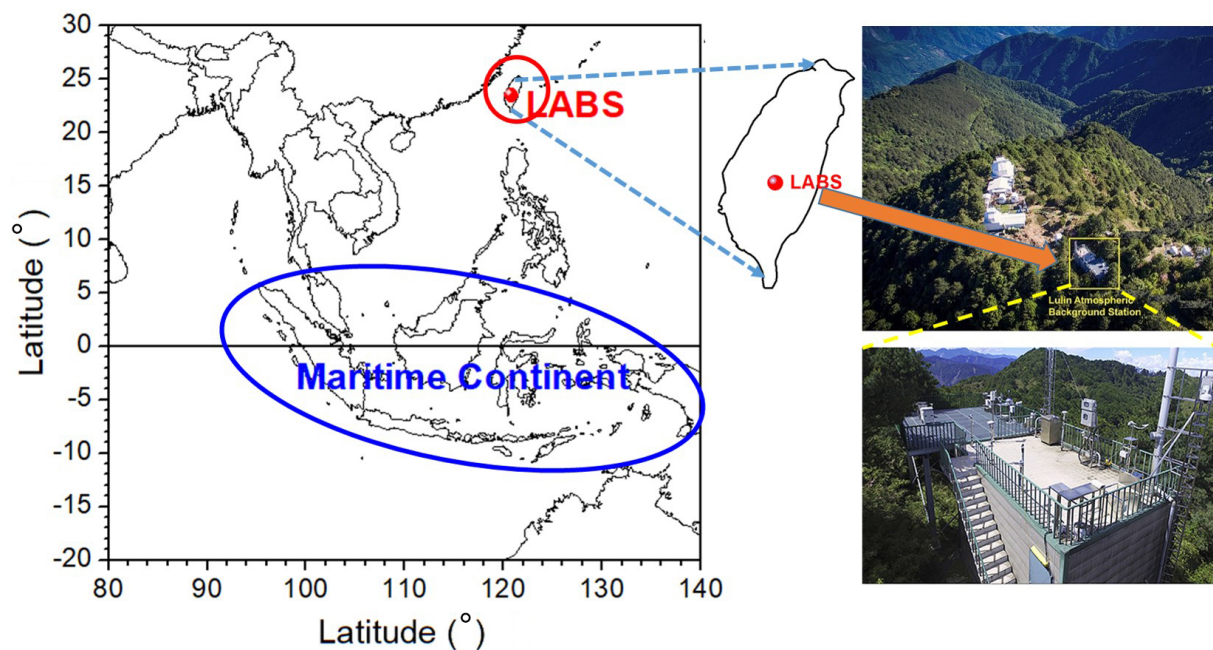 30
25
20
15
10
5
0
-5
-10
-15
-20
80
90
100
110
120
130
140
Latitude (°)
Latitude (°)
LABS
Maritime Continent
LABS
Lulin Atmospheric
Background Station